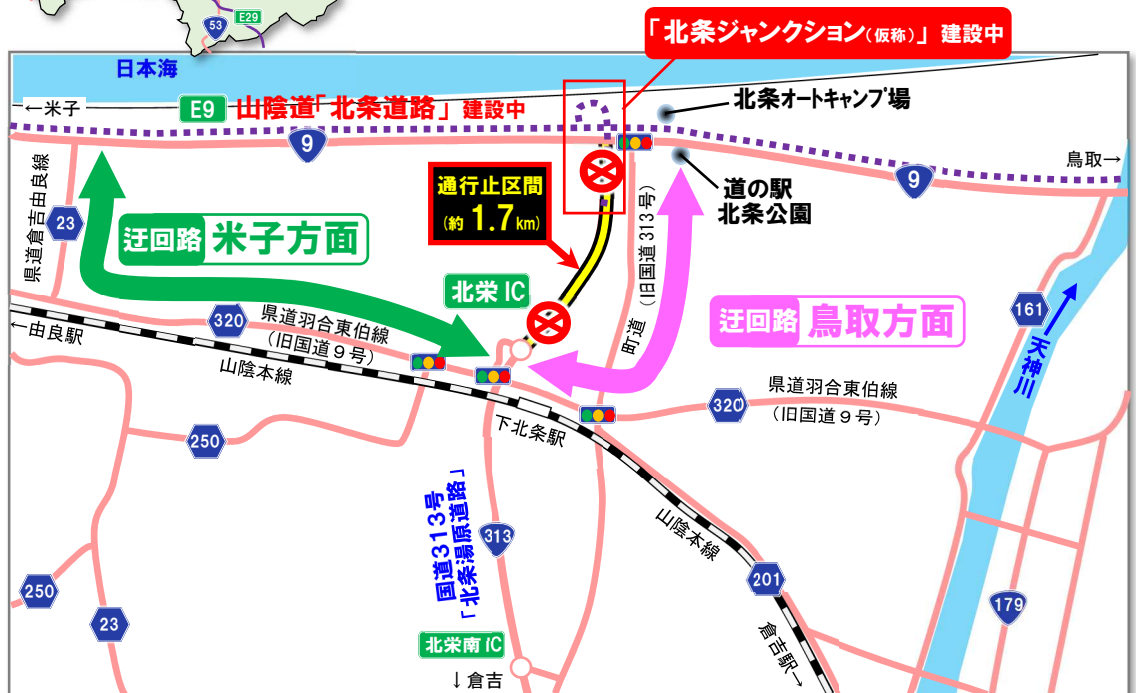 53
E29
「北条ジャンクション(仮称)」 建設中
日本海
←米子
E9
山陰道「北条道路」 建設中
北条オートキャンプ場
9
鳥取→
9
道の駅
北条公園
通行止区間
(約 1.7 km)
県道倉吉由良線
23
迂回路 米子方面
町道 (旧国道313号)
北栄 IC
迂回路 鳥取方面
161
→天神川
320
県道羽合東伯線
(旧国道9号)
←由良駅
山陰本線
県道羽合東伯線
(旧国道9号)
320
250
下北条駅
国道313号
「北条湯原道路」
313
山陰本線
250
201
23
179
倉吉駅→
北栄南 IC
↓倉吉